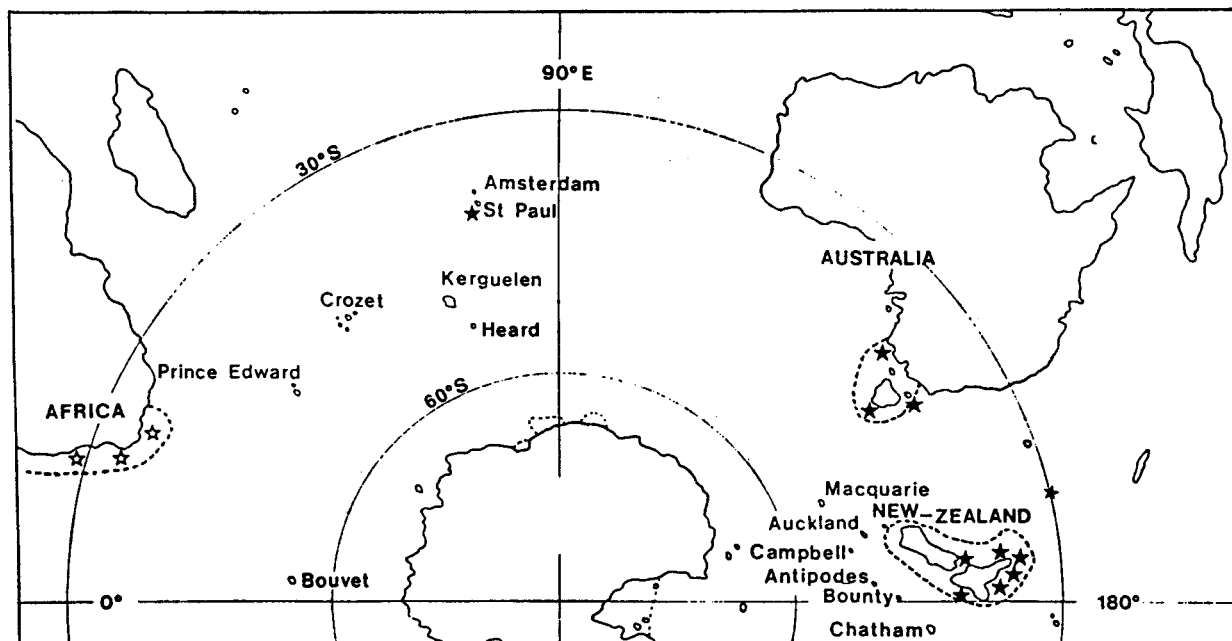 90°E
30°S
Amsterdam
St Paul
AUSTRALIA
Kerguelen
Crozet
Heard
Prince Edward
60°S
AFRICA
Macquarie
NEW-ZEALAND
Auckland
Campbell
Antipodes
Bouvet
Bounty
0°
180°
Chatham